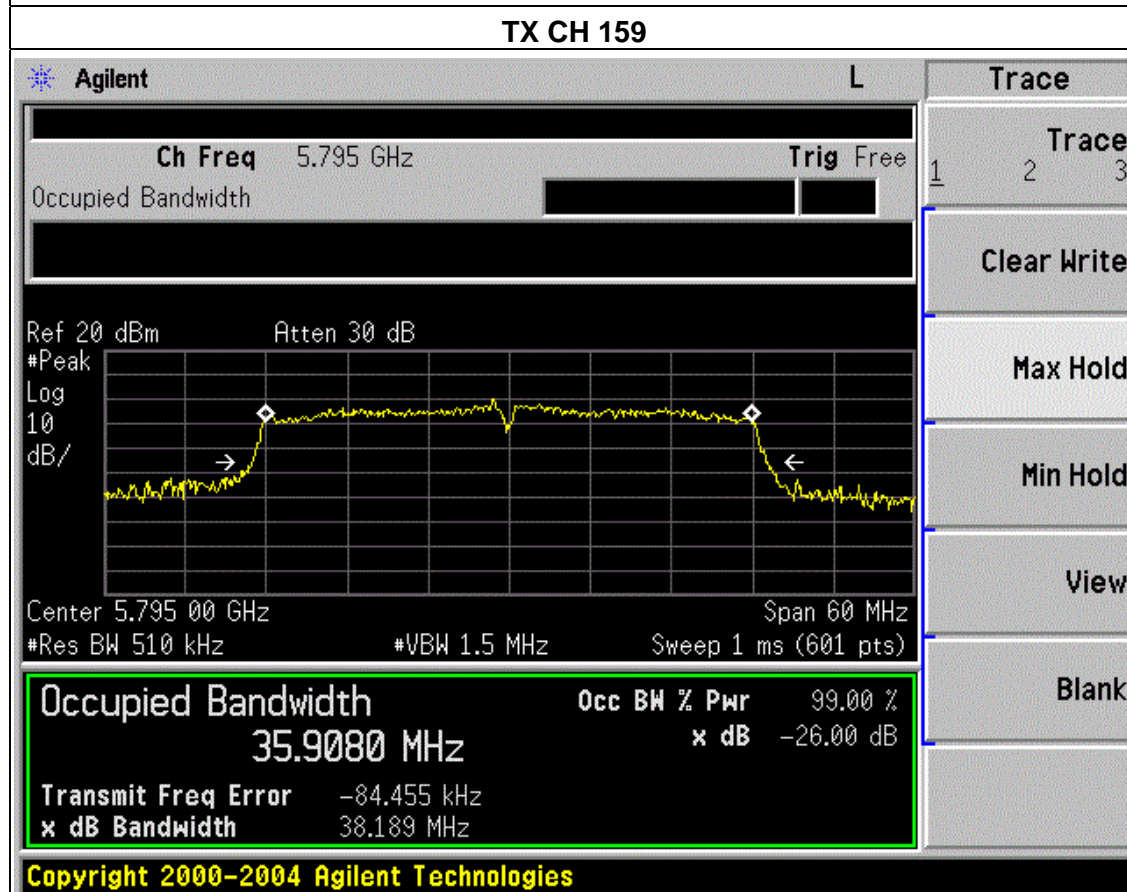 TX CH 159
Agilent L Trace
Ch Freq 5.795 GHz Trig Free
Occupied Bandwidth
Trace
1 2 3
Clear Write
Max Hold
Min Hold
View
Blank
Ref 20 dBm Atten 30 dB
#Peak
Log
10
dB/
Center 5.795 00 GHz Span 60 MHz
#Res BW 510 kHz #VBW 1.5 MHz Sweep 1 ms (601 pts)
Occupied Bandwidth Occ BW % Pwr 99.00 %
35.9080 MHz x dB -26.00 dB
Transmit Freq Error -84.455 kHz
x dB Bandwidth 38.189 MHz
Copyright 2000-2004 Agilent Technologies